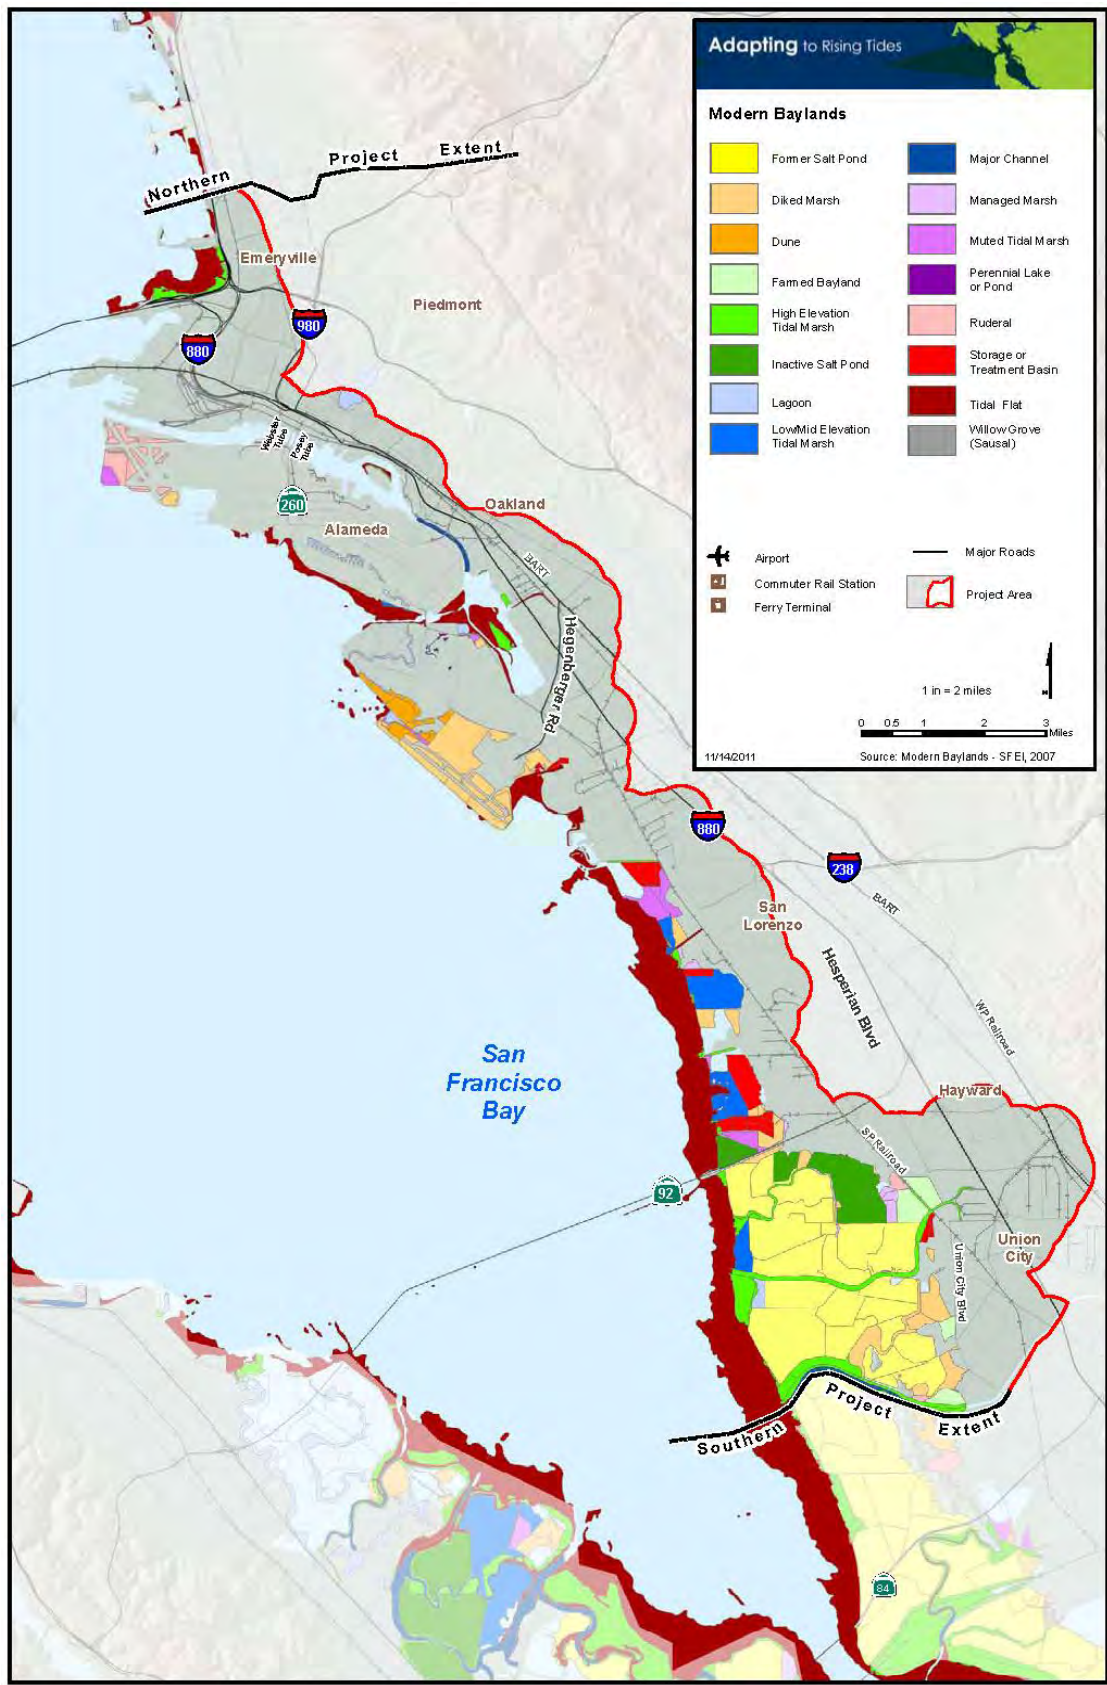 Adapting to Rising Tides
Modern Baylands
Former Salt Pond
Diked Marsh
Dune
Farmed Bayland
High Elevation
Tidal Marsh
Inactive Salt Pond
Lagoon
Low/Mid Elevation
Tidal Marsh
Major Channel
Managed Marsh
Muted Tidal Marsh
Perennial Lake
or Pond
Ruderal
Storage or
Treatment Basin
Tidal Flat
Willow Grove
(Sausal)
Airport
Commuter Rail Station
Ferry Terminal
Major Roads
Project Area
1 in = 2 miles
N
0 0.5 1 2 3
Miles
11/14/2011
Source: Modern Baylands - SFEI, 2007
Northern Project Extent
Emeryville
Piedmont
980
880
Webster
Tube
Posey
Tube
260
Alameda
Oakland
BART
Hegenberger Rd
880
238
BART
San
Lorenzo
Hesperian Blvd
WP Railroad
San
Francisco
Bay
Hayward
SP Railroad
92
Union
City
Union City Blvd
Southern Project Extent
84